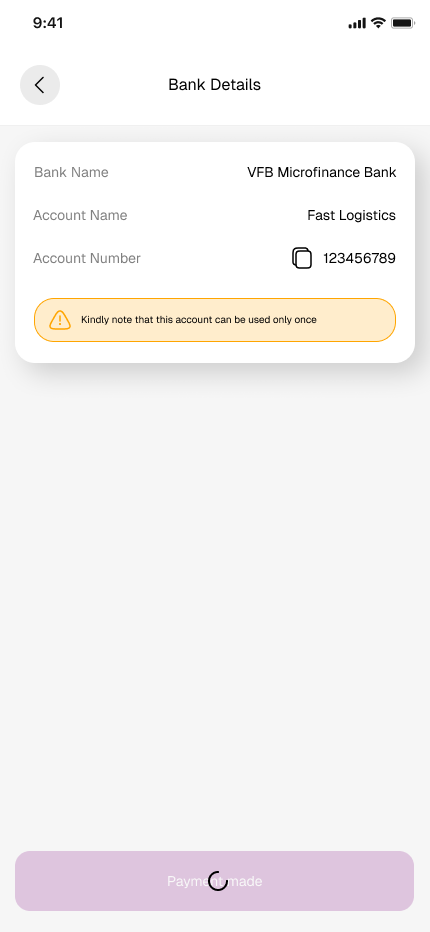 9:41
Bank Details
Bank Name VFB Microfinance Bank
Account Name Fast Logistics
Account Number 123456789
Kindly note that this account can be used only once
Payment made